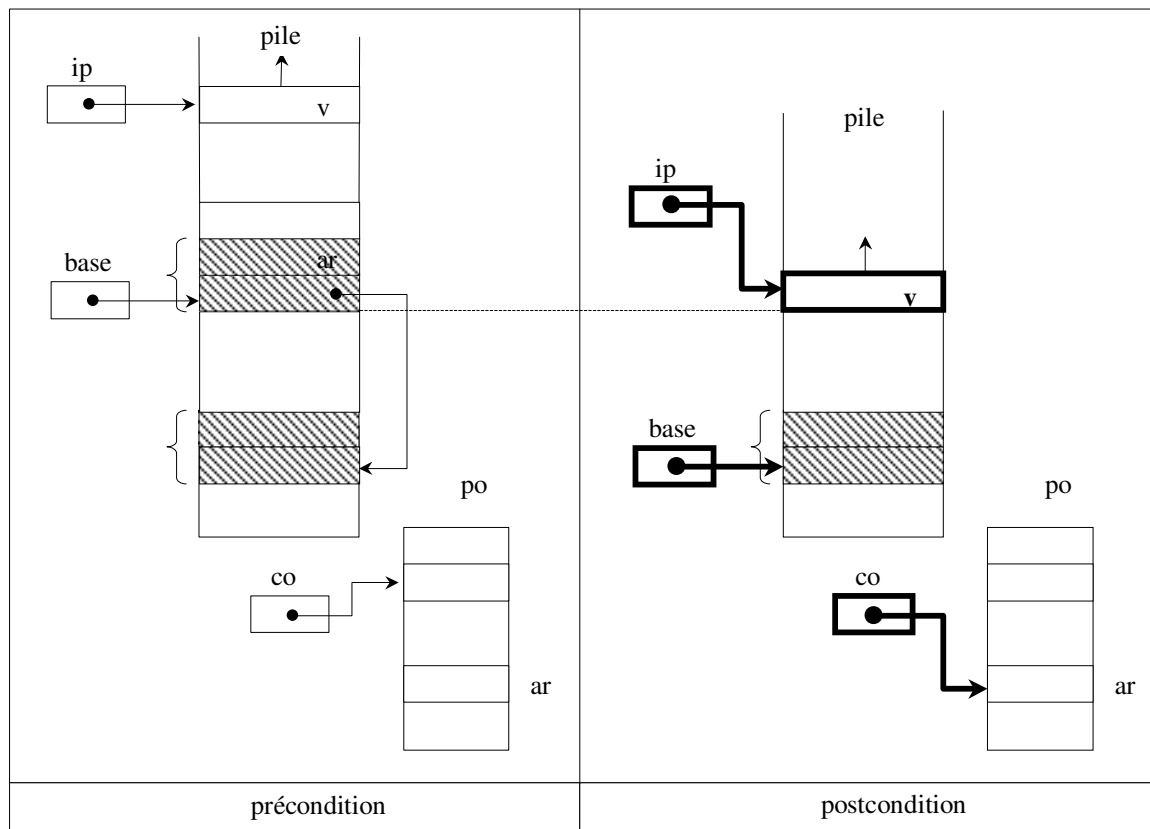 pile
ip
v
ar
base
po
co
ar
précondition
pile
ip
v
base
po
co
ar
postcondition